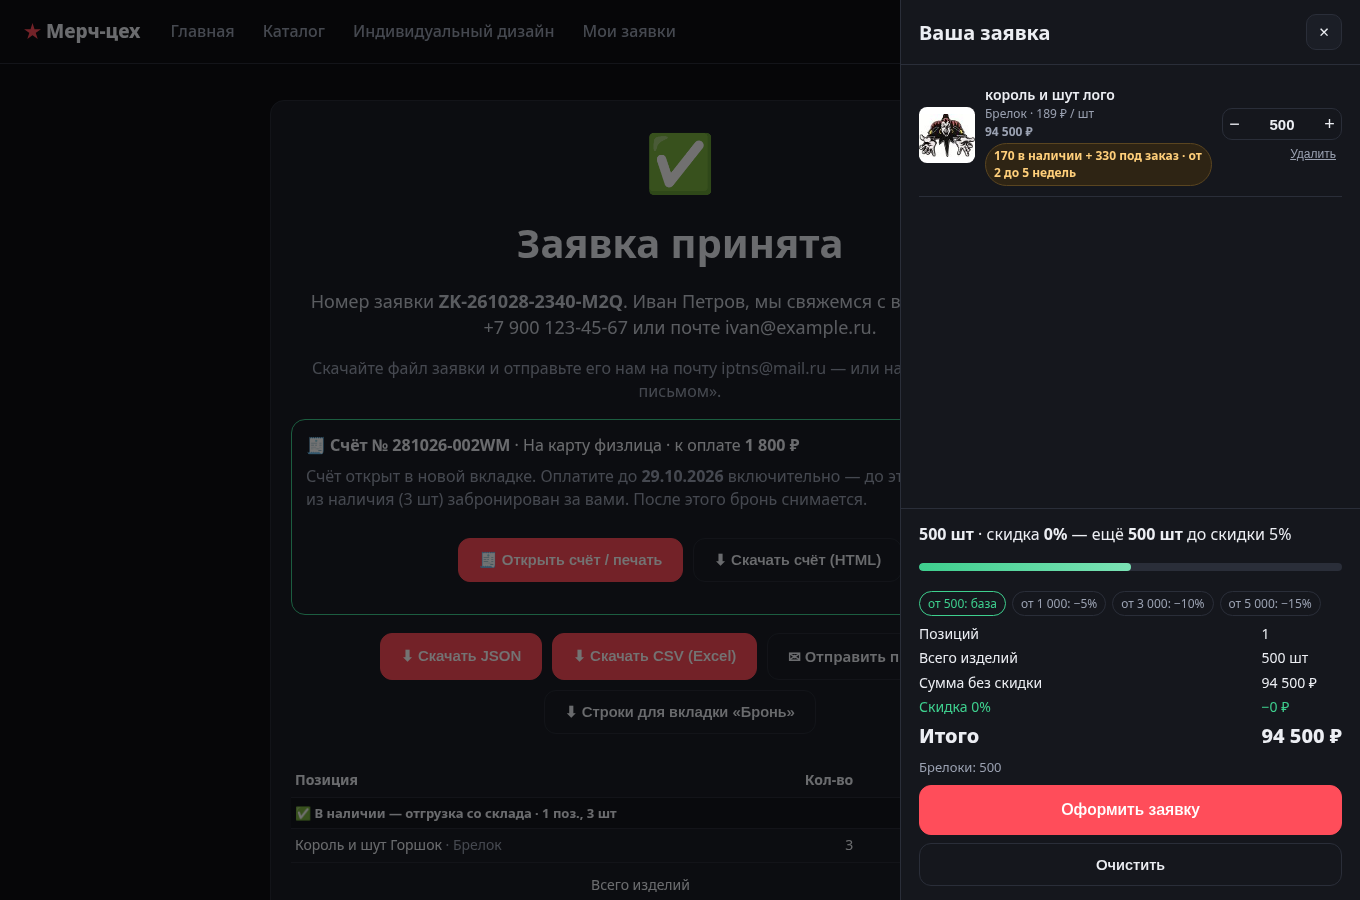 ★ Мерч-цех
Главная
Каталог
Индивидуальный дизайн
Мои заявки
Заявка принята
Номер заявки ZK-261028-2340-M2Q. Иван Петров, мы свяжемся с в
+7 900 123-45-67 или почте ivan@example.ru.
Скачайте файл заявки и отправьте его нам на почту iptns@mail.ru — или на
письмом».
Счёт № 281026-002WM · На карту физлица · к оплате 1 800 ₽
Счёт открыт в новой вкладке. Оплатите до 29.10.2026 включительно — до эт
из наличия (3 шт) забронирован за вами. После этого бронь снимается.
Открыть счёт / печать
⬇ Скачать счёт (HTML)
⬇ Скачать JSON
⬇ Скачать CSV (Excel)
✉ Отправить п
⬇ Строки для вкладки «Бронь»
Позиция
Кол-во
✅ В наличии — отгрузка со склада · 1 поз., 3 шт
Король и шут Горшок · Брелок
3
Всего изделий
Ваша заявка
×
король и шут лого
Брелок · 189 ₽ / шт
94 500 ₽
170 в наличии + 330 под заказ · от
2 до 5 недель
− 500 +
Удалить
500 шт · скидка 0% — ещё 500 шт до скидки 5%
от 500: база
от 1 000: −5%
от 3 000: −10%
от 5 000: −15%
Позиций 1
Всего изделий 500 шт
Сумма без скидки 94 500 ₽
Скидка 0% −0 ₽
Итого 94 500 ₽
Брелоки: 500
Оформить заявку
Очистить